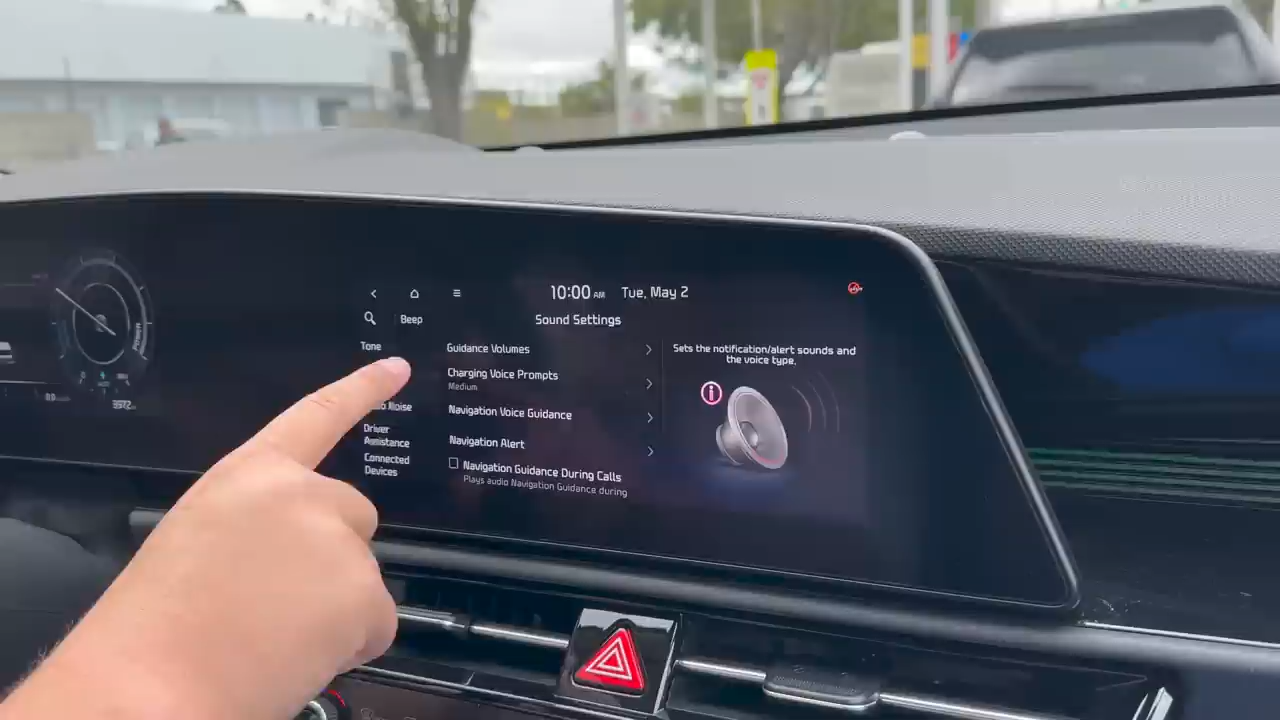 10:00 AM Tue, May 2
Beep
Sound Settings
Tone
Guidance Volumes
Sets the notification/alert sounds and
the voice type.
Charging Voice Prompts
Medium
Noise
Navigation Voice Guidance
Driver
Assistance
Navigation Alert
Connected
Devices
Navigation Guidance During Calls
Plays audio Navigation Guidance during
POWER